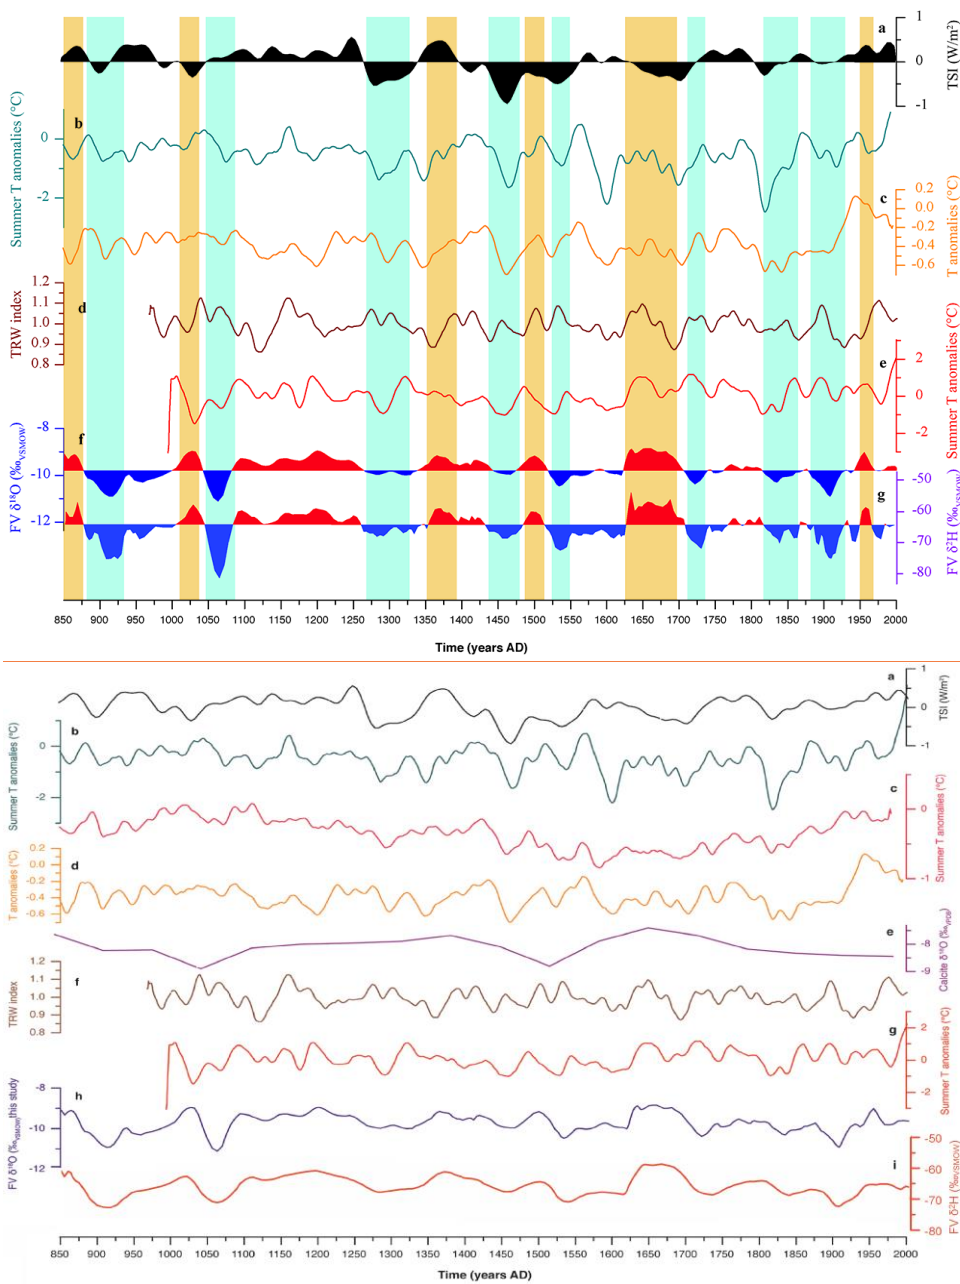 a
1
0
-1
TSI (W/m²)
b
0
-2
Summer T anomalies (°C)
c
0.2
0.0
-0.2
-0.4
-0.6
T anomalies (°C)
d
1.2
1.1
1.0
0.9
0.8
TRW index
e
2
0
-2
Summer T anomalies (°C)
f
-8
-10
-12
FV δ¹⁸O (‰VSMOW)
g
-50
-60
-70
-80
FV δ²H (‰VSMOW)
850 900 950 1000 1050 1100 1150 1200 1250 1300 1350 1400 1450 1500 1550 1600 1650 1700 1750 1800 1850 1900 1950 2000
Time (years AD)
a
1
0
-1
TSI (W/m²)
b
0
-2
Summer T anomalies (°C)
c
0
-1
Summer T anomalies (°C)
d
0.2
0.0
-0.2
-0.4
-0.6
T anomalies (°C)
e
-8
-9
Calcite δ¹⁸O (‰VPDB)
f
1.2
1.1
1.0
0.9
0.8
TRW index
g
2
0
-2
Summer T anomalies (°C)
h
-8
-10
-12
FV δ¹⁸O (‰VSMOW)this study
i
-50
-60
-70
-80
FV δ²H (‰VSMOW)
850 900 950 1000 1050 1100 1150 1200 1250 1300 1350 1400 1450 1500 1550 1600 1650 1700 1750 1800 1850 1900 1950 2000
Time (years AD)